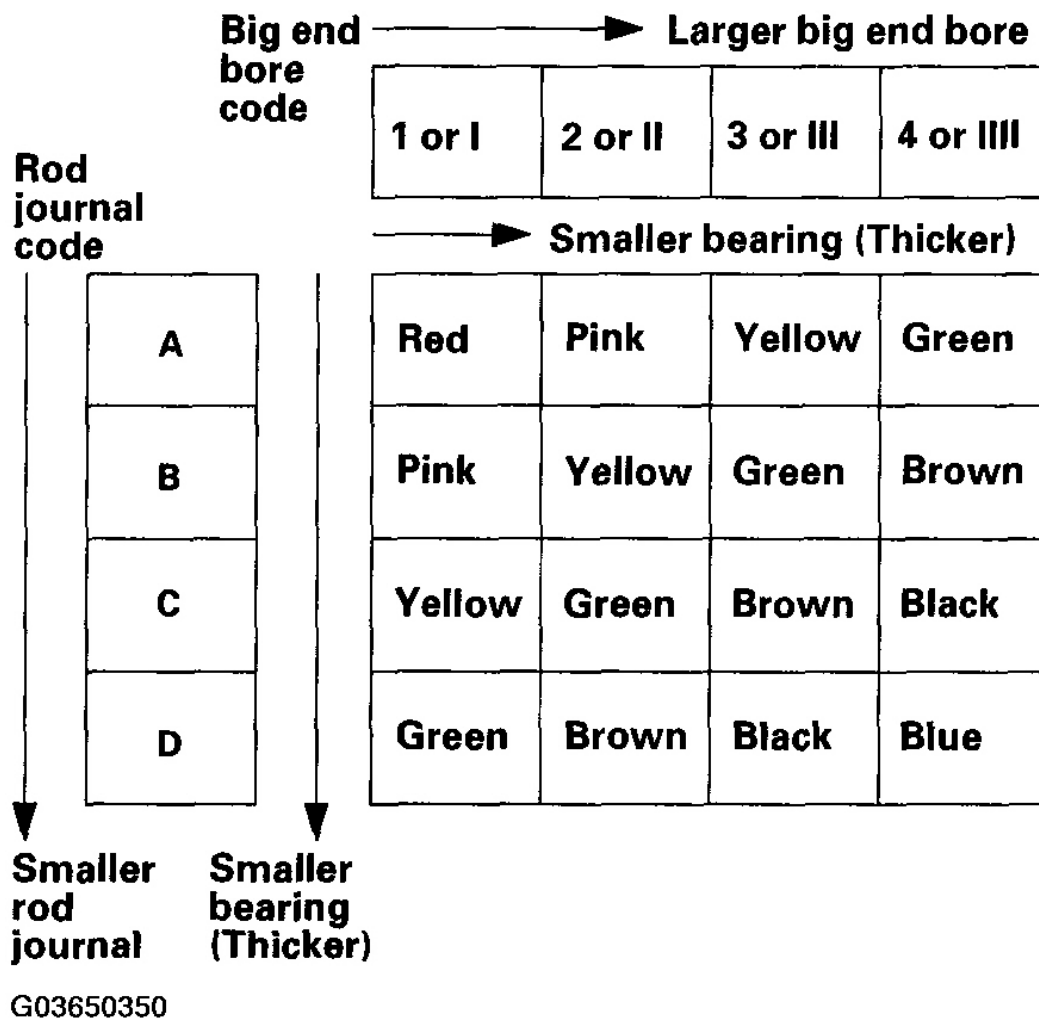 Big end
bore
code
Larger big end bore
1 or I 2 or II 3 or III 4 or IIII
Rod
journal
code
Smaller bearing (Thicker)
A Red Pink Yellow Green
B Pink Yellow Green Brown
C Yellow Green Brown Black
D Green Brown Black Blue
Smaller
rod
journal
Smaller
bearing
(Thicker)
G03650350